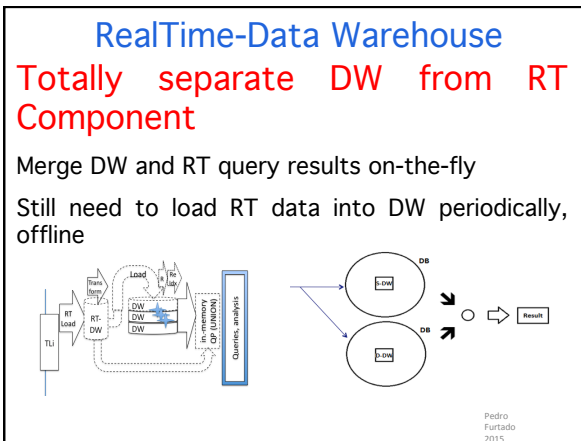 RealTime-Data Warehouse
Totally separate DW from RT
Component
Merge DW and RT query results on-the-fly
Still need to load RT data into DW periodically,
offline
TLi
RT
Load
RT-
DW
Trans
form
Load
R
Re
Idx
DW
DW
DW
in.-memory
QP (UNION)
Queries, analysis
DB
S-DW
DB
D-DW
Result
Pedro
Furtado
2015